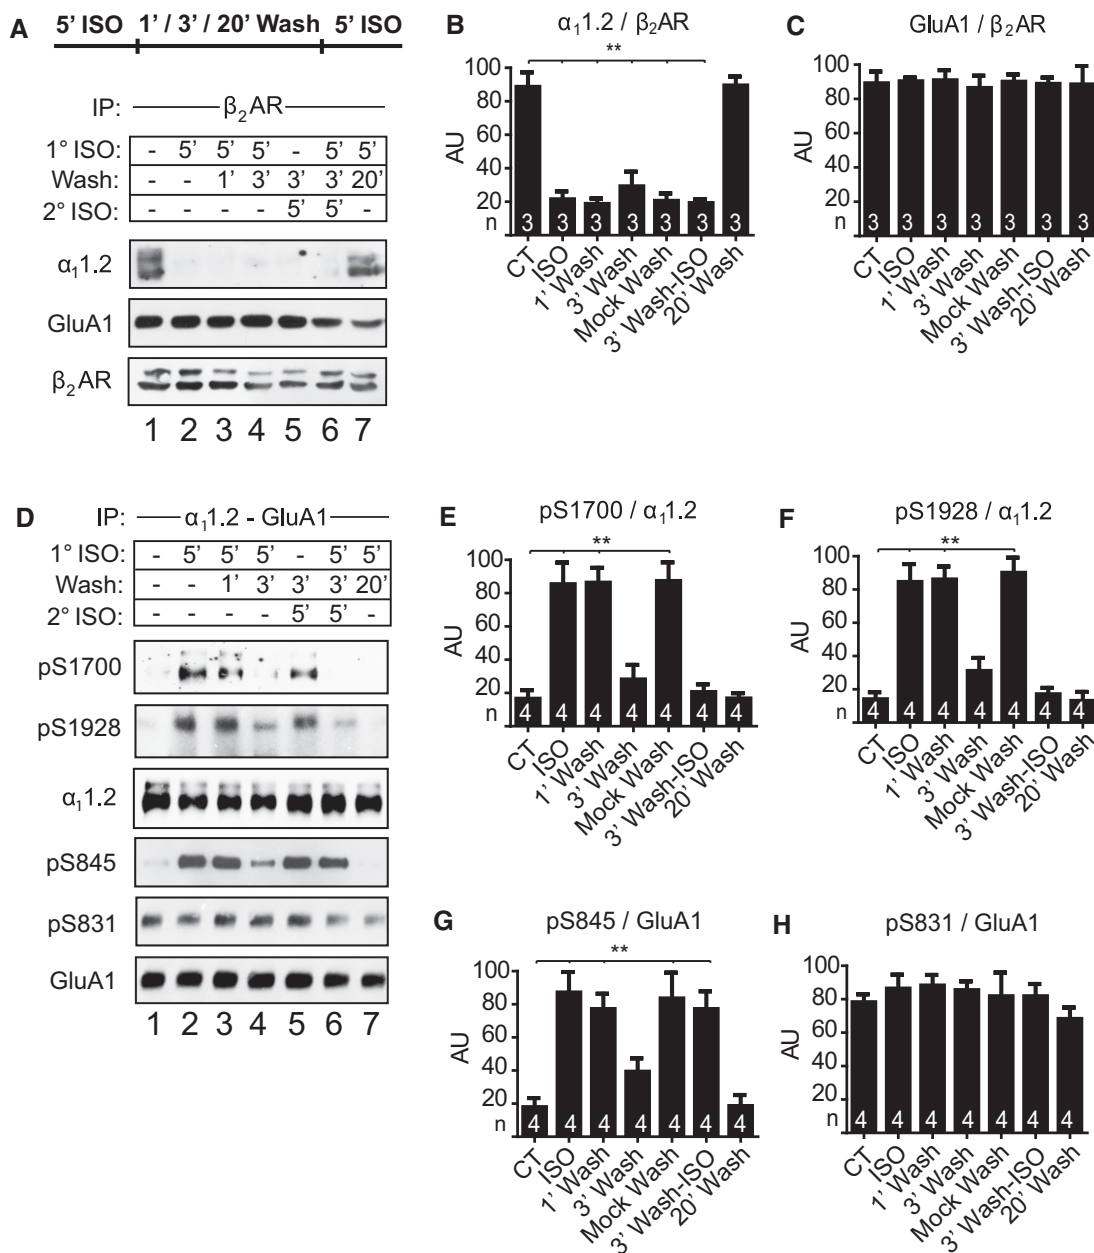 A
5' ISO 1' / 3' / 20' Wash 5' ISO
IP: β₂AR
1° ISO: - 5' 5' 5' - 5' 5'
Wash: - - 1' 3' 3' 3' 20'
2° ISO: - - - - 5' 5' -
α₁1.2
GluA1
β₂AR
1 2 3 4 5 6 7
B
α₁1.2 / β₂AR
**
100
80
60
40
20
AU
n 3 3 3 3 3 3 3
CT
ISO
1' Wash
3' Wash
Mock Wash
3' Wash-ISO
20' Wash
C
GluA1 / β₂AR
100
80
60
40
20
AU
n 3 3 3 3 3 3 3
CT
ISO
1' Wash
3' Wash
Mock Wash
3' Wash-ISO
20' Wash
D
IP: α₁1.2 - GluA1
1° ISO: - 5' 5' 5' - 5' 5'
Wash: - - 1' 3' 3' 3' 20'
2° ISO: - - - - 5' 5' -
pS1700
pS1928
α₁1.2
pS845
pS831
GluA1
1 2 3 4 5 6 7
E
pS1700 / α₁1.2
**
100
80
60
40
20
AU
n 4 4 4 4 4 4 4
CT
ISO
1' Wash
3' Wash
Mock Wash
3' Wash-ISO
20' Wash
F
pS1928 / α₁1.2
**
100
80
60
40
20
AU
n 4 4 4 4 4 4 4
CT
ISO
1' Wash
3' Wash
Mock Wash
3' Wash-ISO
20' Wash
G
pS845 / GluA1
**
100
80
60
40
20
AU
n 4 4 4 4 4 4 4
CT
ISO
1' Wash
3' Wash
Mock Wash
3' Wash-ISO
20' Wash
H
pS831 / GluA1
100
80
60
40
20
AU
n 4 4 4 4 4 4 4
CT
ISO
1' Wash
3' Wash
Mock Wash
3' Wash-ISO
20' Wash